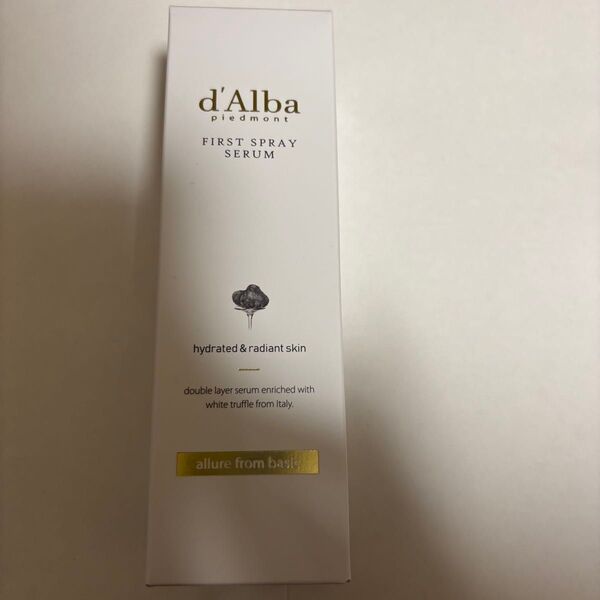 d'Alba
piedmont
FIRST SPRAY
SERUM
hydrated & radiant skin
double layer serum enriched with
white truffle from Italy.
allure from basic